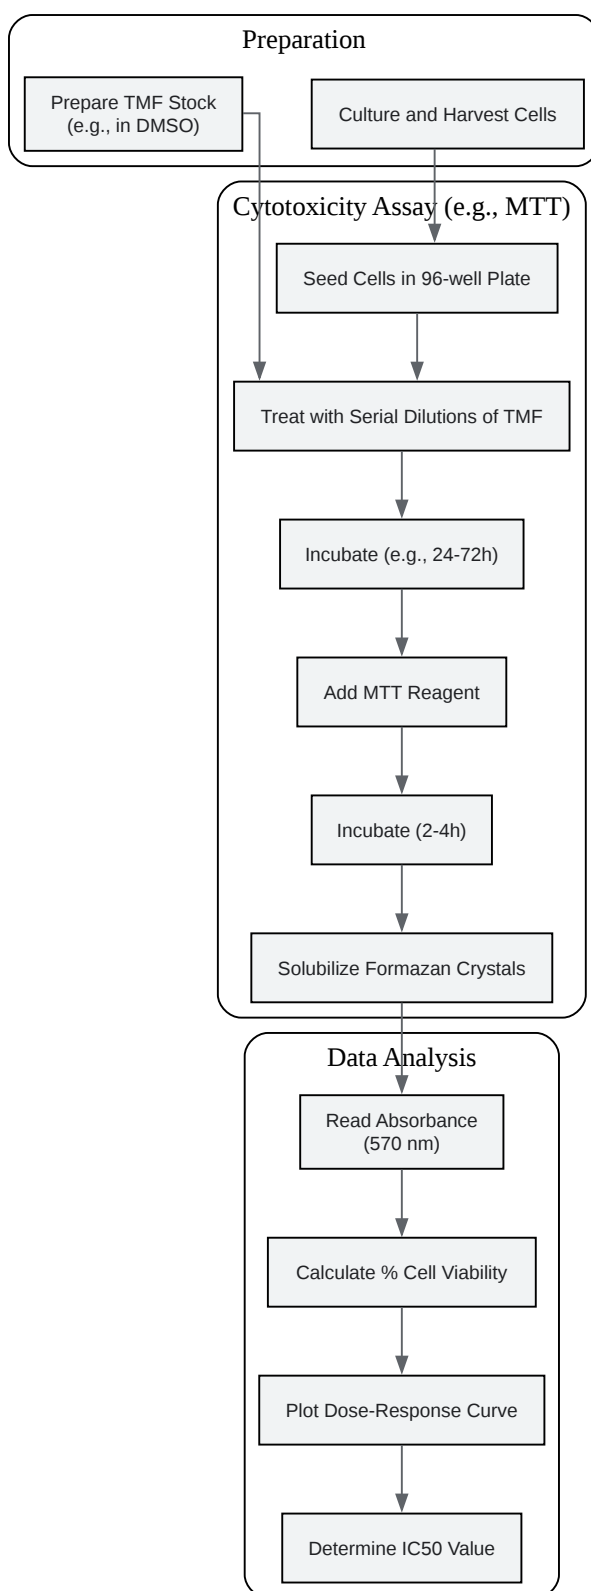 Preparation
Prepare TMF Stock
(e.g., in DMSO)
Culture and Harvest Cells
Cytotoxicity Assay (e.g., MTT)
Seed Cells in 96-well Plate
Treat with Serial Dilutions of TMF
Incubate (e.g., 24-72h)
Add MTT Reagent
Incubate (2-4h)
Solubilize Formazan Crystals
Data Analysis
Read Absorbance
(570 nm)
Calculate % Cell Viability
Plot Dose-Response Curve
Determine IC50 Value